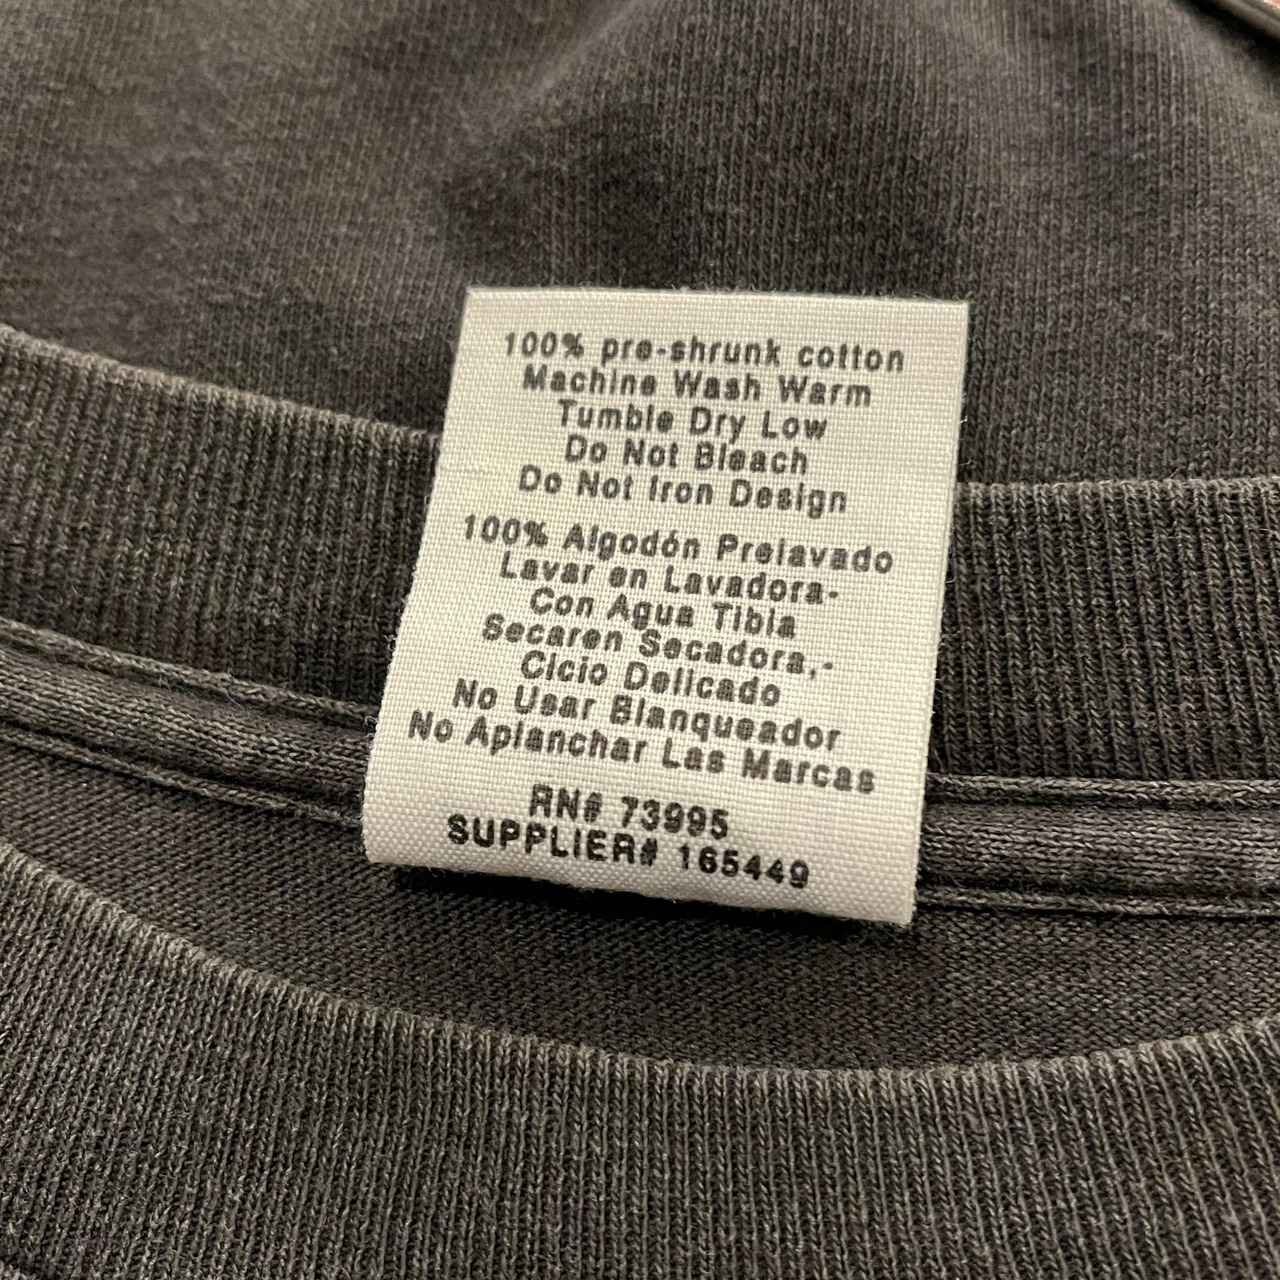 100% pre-shrunk cotton
Machine Wash Warm
Tumble Dry Low
Do Not Bleach
Do Not Iron Design
100% Algodón Prelavado
Lavar en Lavadora-
Con Agua Tibia
Secaren Secadora,-
Ciclo Delicado
No Usar Blanqueador
No Aplanchar Las Marcas
RN# 73995
SUPPLIER# 165449